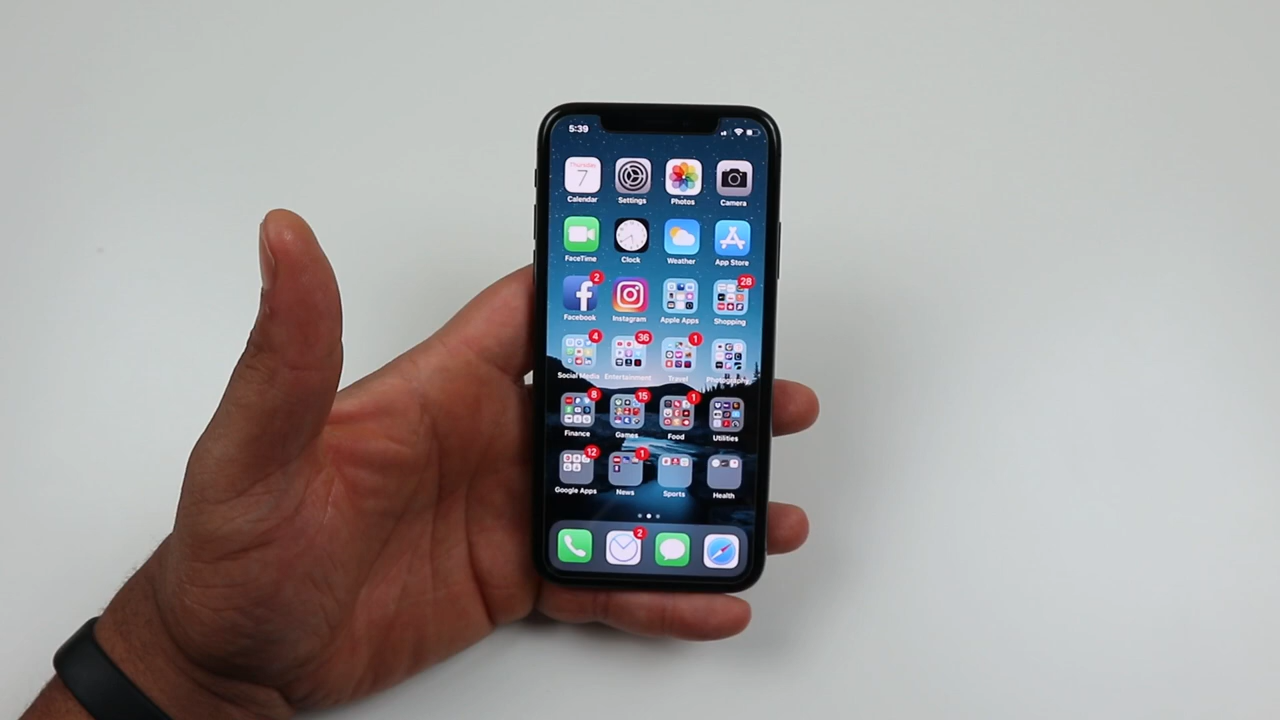 5:39
Thursday
7
Calendar Settings Photos Camera
FaceTime Clock Weather App Store
2 28
Facebook Instagram Apple Apps Shopping
4 36 1
Social Media Entertainment Travel Photography
8 15 1
Finance Games Food Utilities
12 1
Google Apps News Sports Health
2